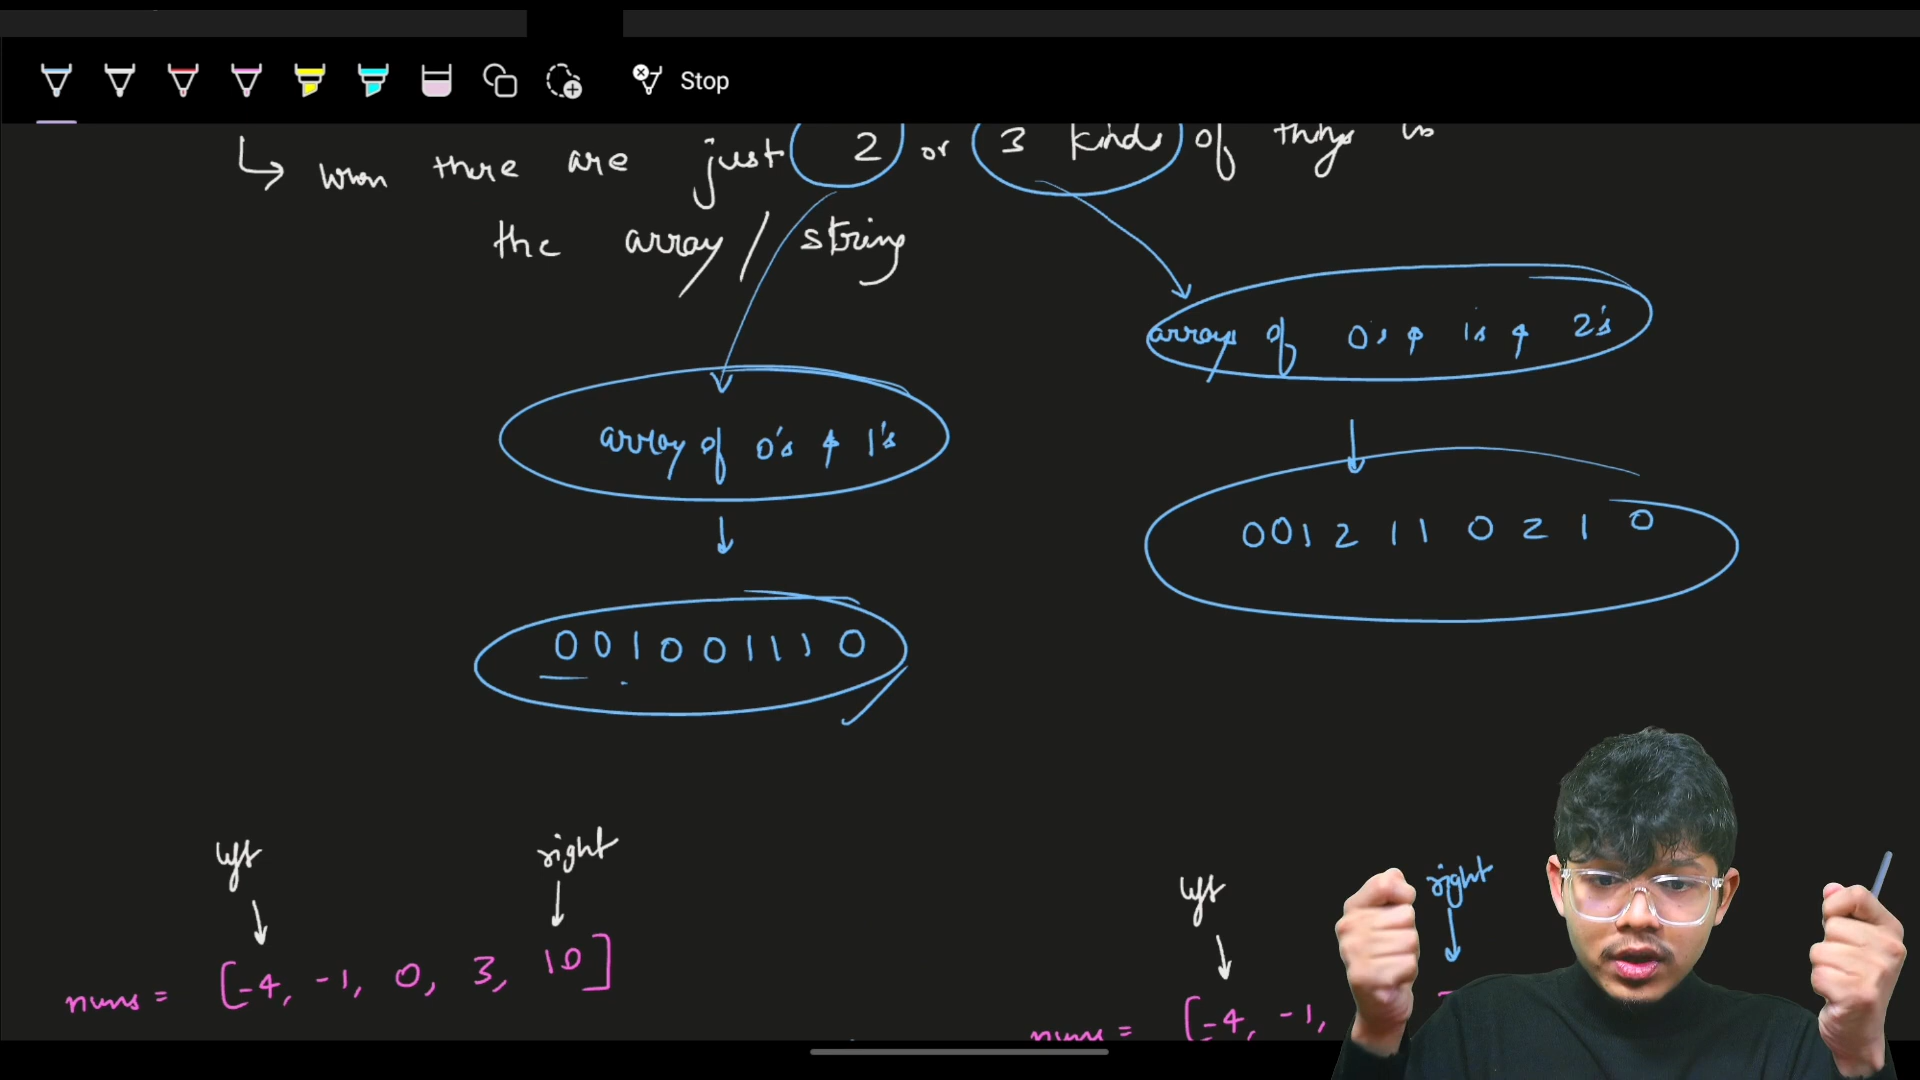 Stop
↳ when there are just 2 or 3 kinds of things in
the array / string
arrays of 0's & 1s & 2's
array of 0's & 1's
0 0 1 2 1 1 0 2 1 0
0 0 1 0 0 1 1 1 0
left right
left right
nums = [-4, -1, 0, 3, 10]
nums = [-4, -1,